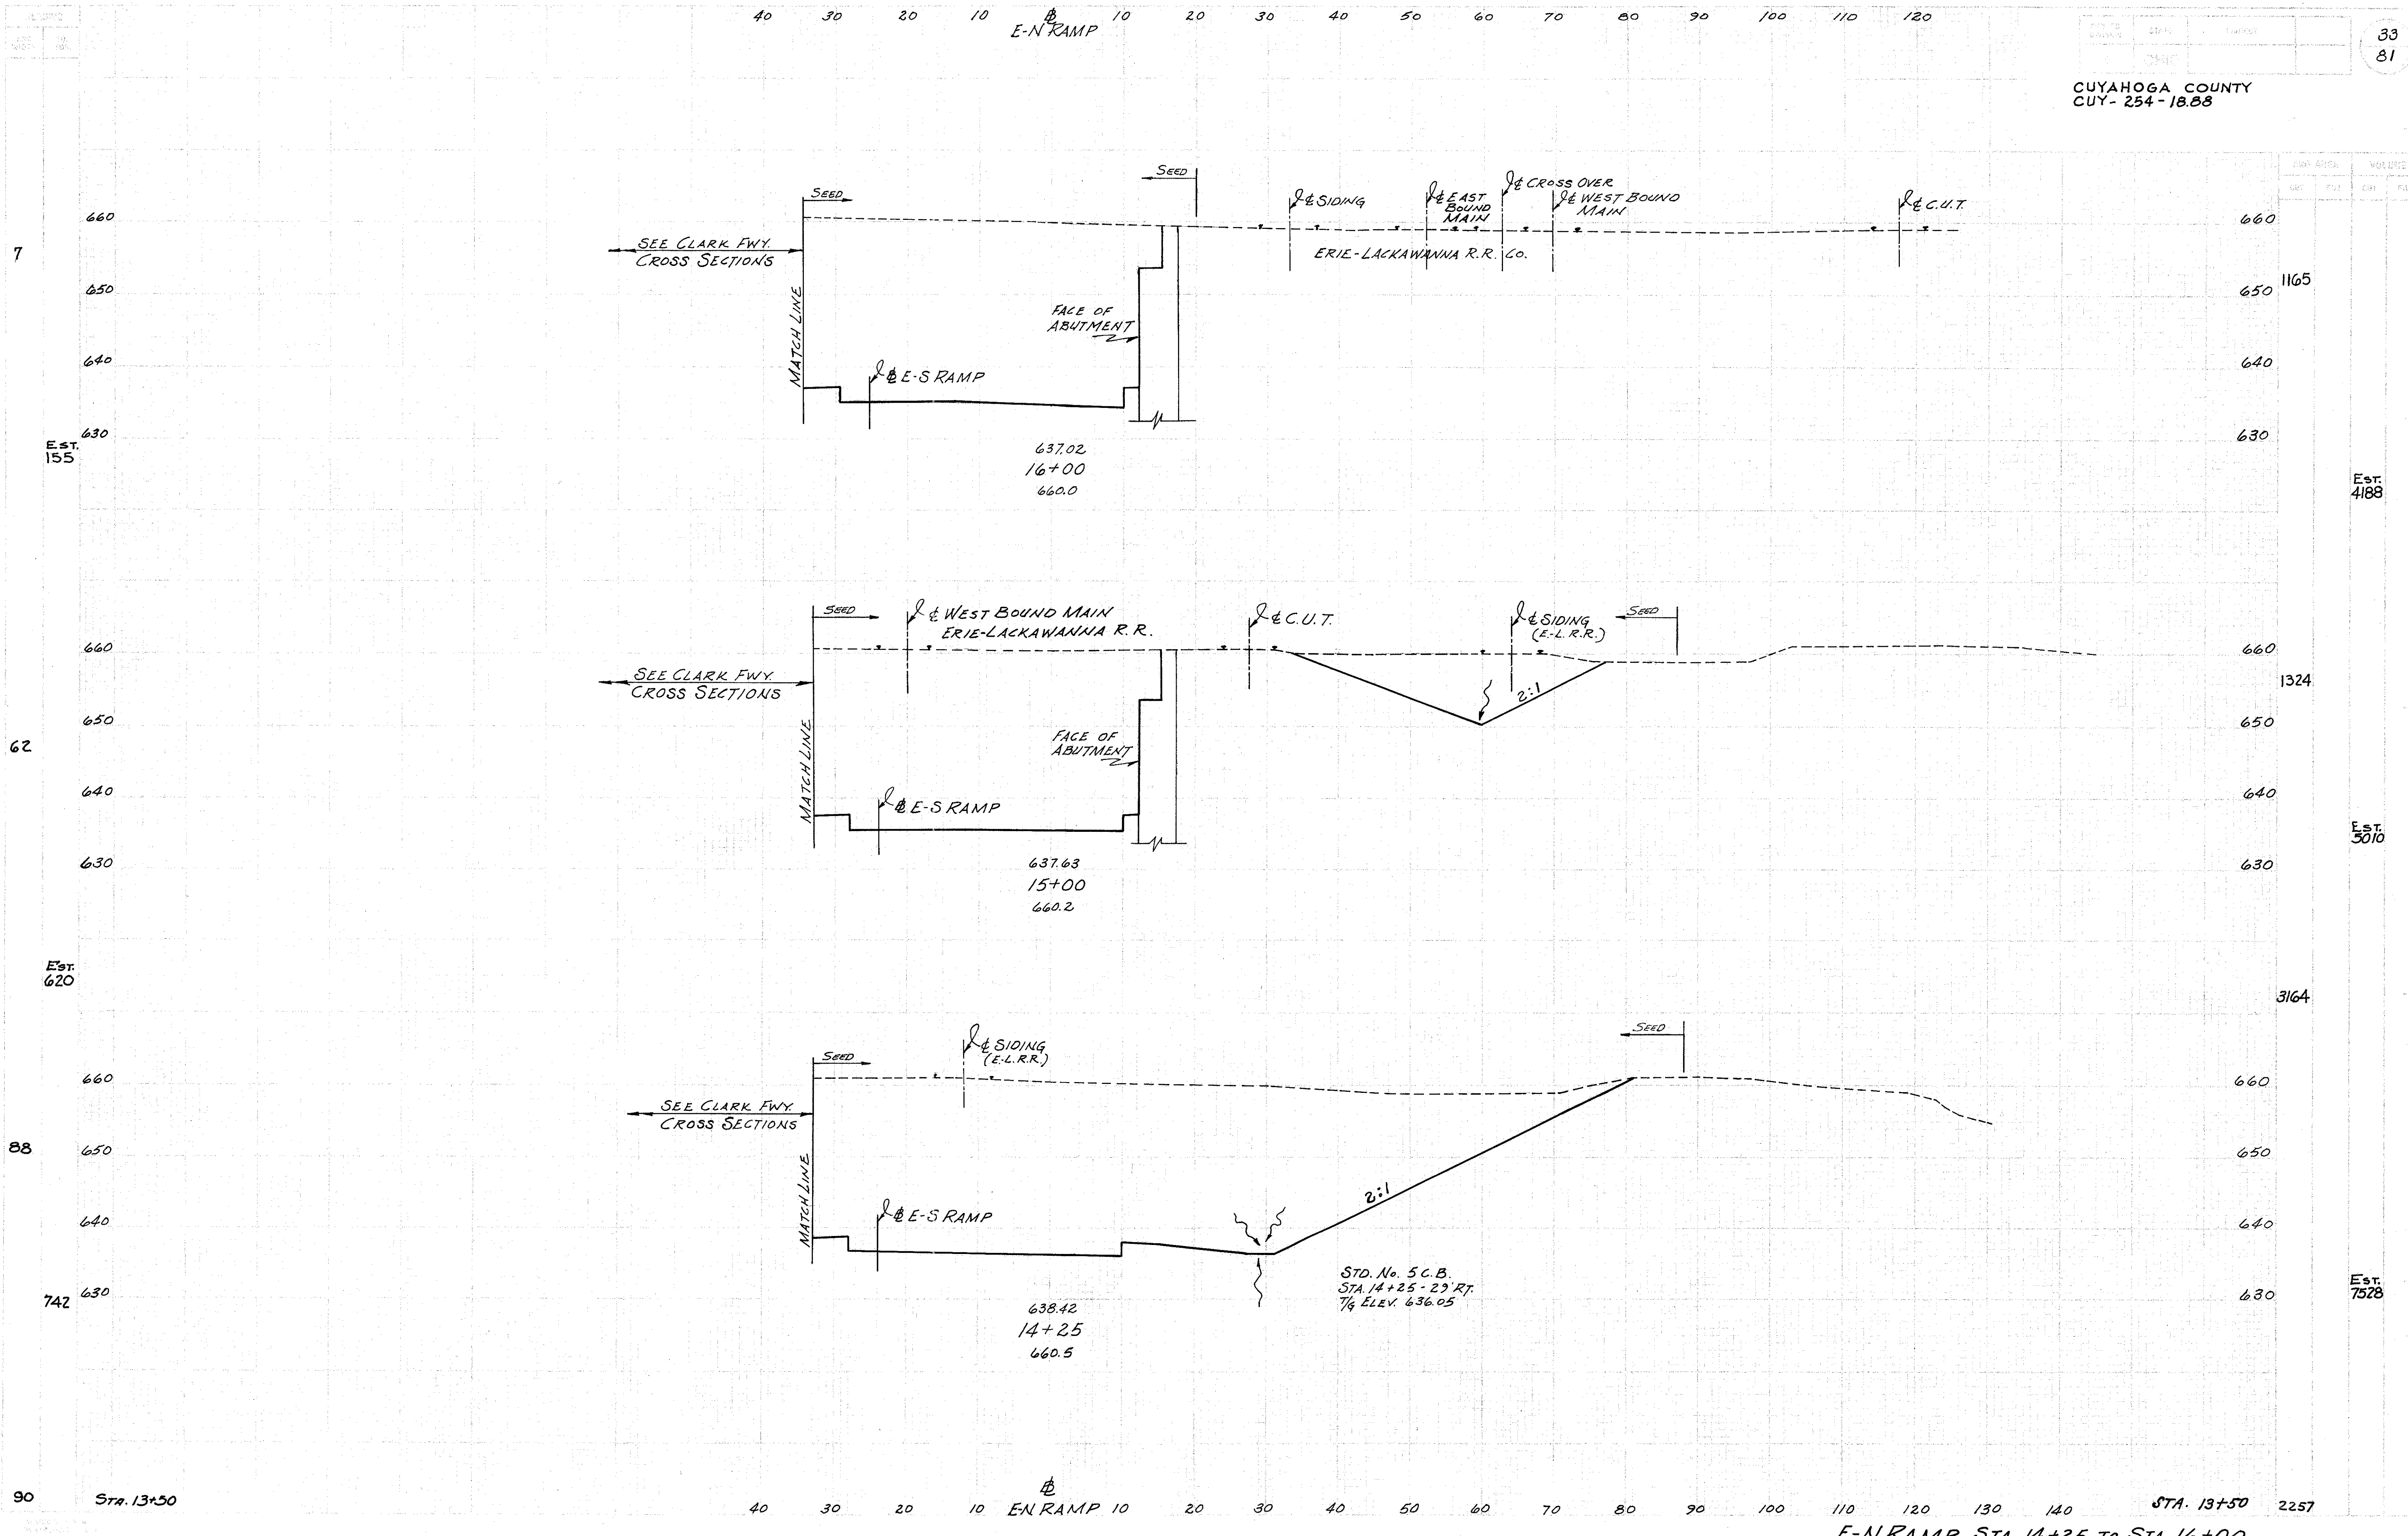 40 30 20 10 ℄ 10 20 30 40 50 60 70 80 90 100 110 120
E-N RAMP
33
81
CUYAHOGA COUNTY
CUY-254-18.88
SEED
SEED
℄ SIDING
℄ EAST
BOUND
MAIN
℄ CROSS OVER
℄ WEST BOUND
MAIN
℄ C.U.T.
660
660
7
SEE CLARK FWY.
CROSS SECTIONS
ERIE-LACKAWANNA R.R. CO.
650
650
1165
MATCH LINE
FACE OF
ABUTMENT
640
640
℄ E-S RAMP
630
630
EST.
155
637.02
16+00
660.0
EST.
4188
SEED
℄ WEST BOUND MAIN
ERIE-LACKAWANNA R.R.
℄ C.U.T.
℄ SIDING
(E.-L.R.R.)
SEED
660
660
SEE CLARK FWY.
CROSS SECTIONS
2:1
1324
650
650
62
MATCH LINE
FACE OF
ABUTMENT
640
640
℄ E-S RAMP
630
630
EST.
5010
637.63
15+00
660.2
EST.
620
3164
SEED
℄ SIDING
(E.-L.R.R.)
SEED
660
660
SEE CLARK FWY.
CROSS SECTIONS
88
650
650
MATCH LINE
2:1
640
640
℄ E-S RAMP
STD. No. 5 C.B.
STA. 14+25 - 29' RT.
T/G ELEV. 636.05
742
630
630
EST.
7528
638.42
14+25
660.5
90
STA. 13+50
℄
40 30 20 10 E-N RAMP 10 20 30 40 50 60 70 80 90 100 110 120 130 140
STA. 13+50
2257
E-N RAMP STA. 14+25 TO STA. 16+00